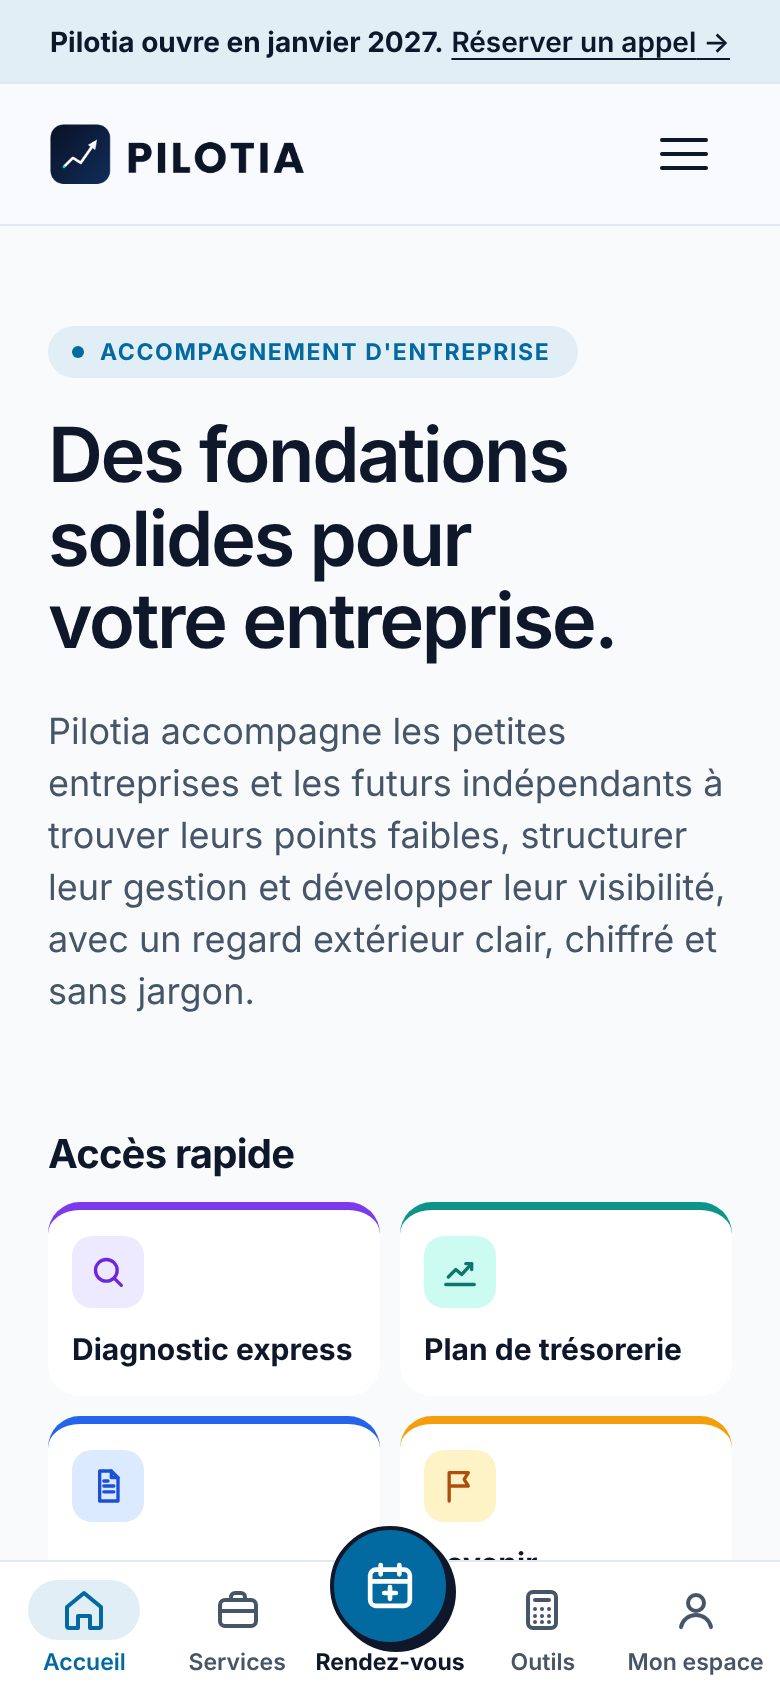 Pilotia ouvre en janvier 2027. Réserver un appel →
PILOTIA
ACCOMPAGNEMENT D'ENTREPRISE
Des fondations
solides pour
votre entreprise.
Pilotia accompagne les petites
entreprises et les futurs indépendants à
trouver leurs points faibles, structurer
leur gestion et développer leur visibilité,
avec un regard extérieur clair, chiffré et
sans jargon.
Accès rapide
Diagnostic express
Plan de trésorerie
Accueil
Services
Rendez-vous
Outils
Mon espace